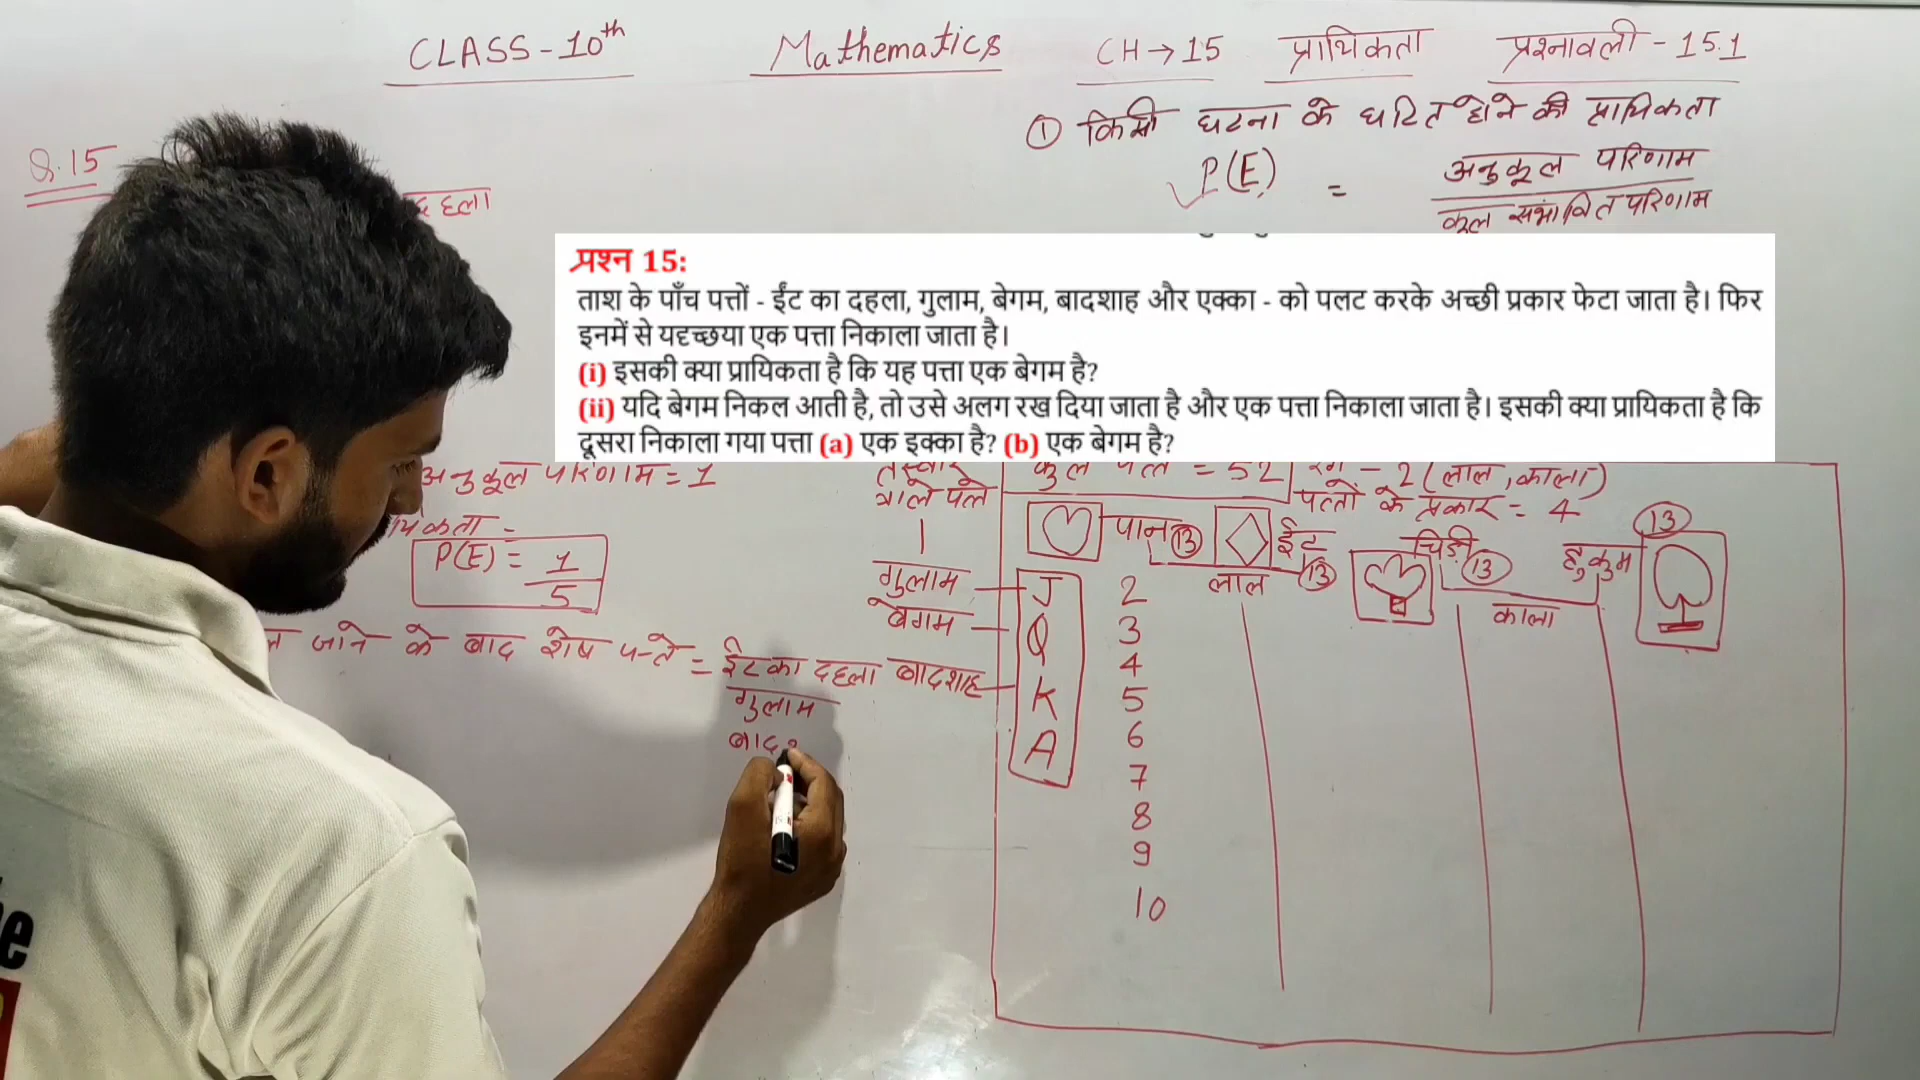 CLASS-10th Mathematics CH→15 प्रायिकता प्रश्नावली-15.1
① किसी घटना के घटित होने की प्रायिकता
Q.15
P(E) = अनुकूल परिणाम
कुल संभावित परिणाम
दहला
प्रश्न 15:
ताश के पाँच पत्तों - ईंट का दहला, गुलाम, बेगम, बादशाह और एक्का - को पलट करके अच्छी प्रकार फेटा जाता है। फिर
इनमें से यदृच्छया एक पत्ता निकाला जाता है।
(i) इसकी क्या प्रायिकता है कि यह पत्ता एक बेगम है?
(ii) यदि बेगम निकल आती है, तो उसे अलग रख दिया जाता है और एक पत्ता निकाला जाता है। इसकी क्या प्रायिकता है कि
दूसरा निकाला गया पत्ता (a) एक इक्का है? (b) एक बेगम है?
अनुकूल परिणाम = 1
P(E) = 1
5
जाने के बाद शेष पत्ते = ईंट का दहला
गुलाम
बाद
वाले पत्ते
गुलाम
बेगम
बादशाह
कुल पत्ते = 52
रंग - 2 (लाल, काला)
पत्तों के प्रकार = 4
पान 13 ईंट 13 चिड़ी 13 हुकुम 13
लाल काला
J
Q
K
A
2
3
4
5
6
7
8
9
10